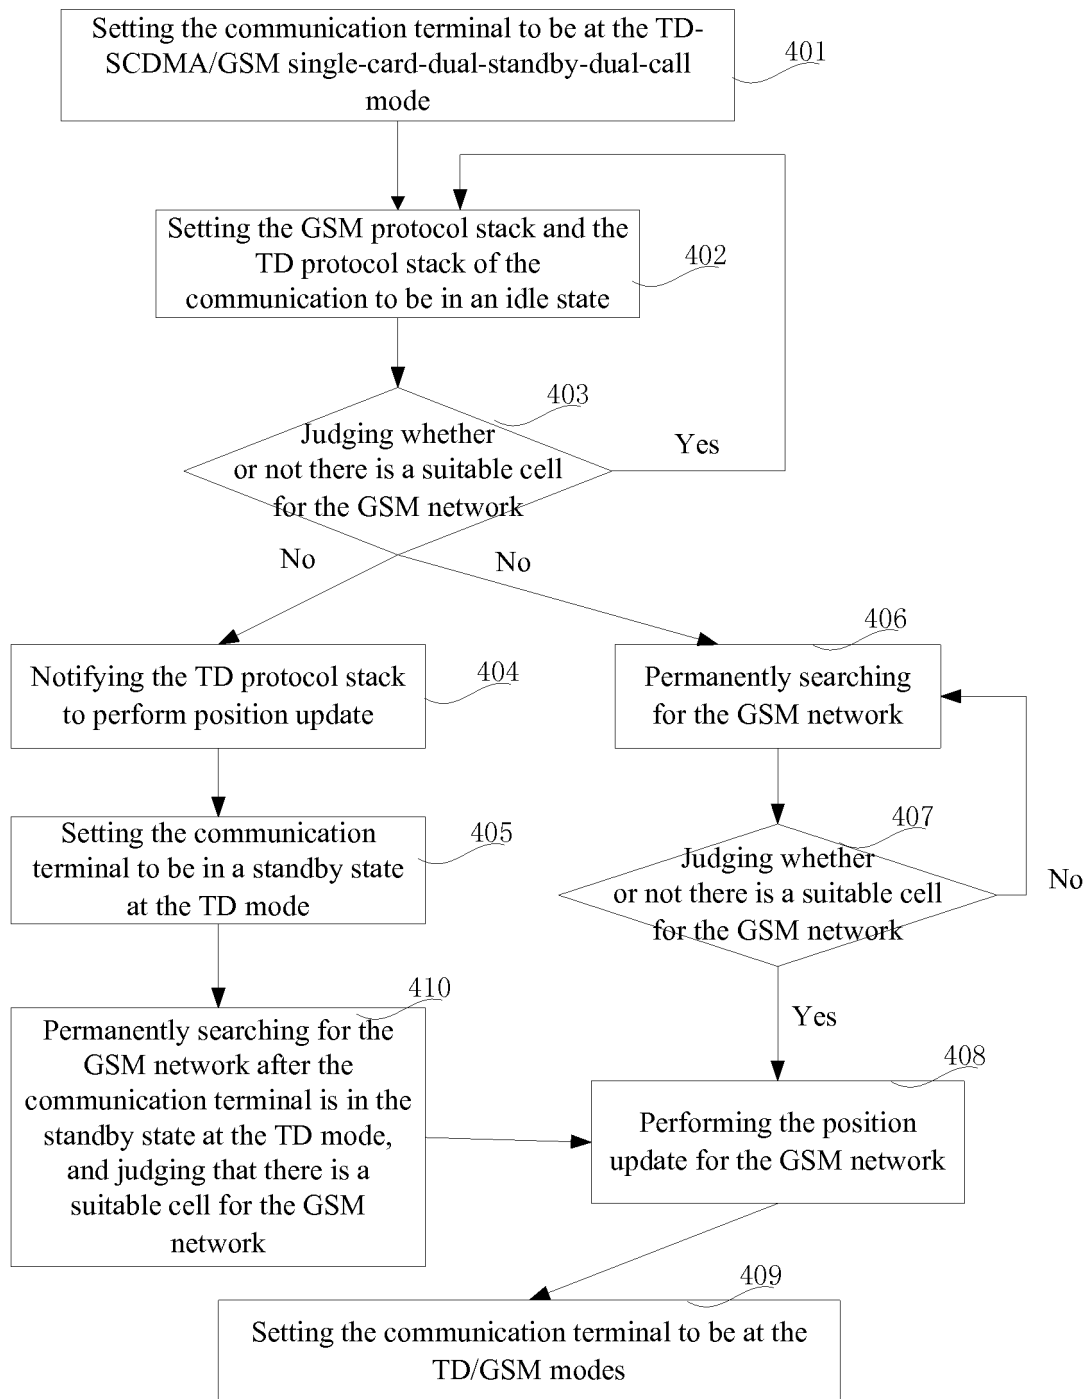 Setting the communication terminal to be at the TD-
SCDMA/GSM single-card-dual-standby-dual-call
mode
401
Setting the GSM protocol stack and the
TD protocol stack of the
communication to be in an idle state
402
403
Judging whether
or not there is a suitable cell
for the GSM network
Yes
No
No
406
Notifying the TD protocol stack
to perform position update
404
Permanently searching
for the GSM network
Setting the communication
terminal to be in a standby state
at the TD mode
405
407
Judging whether
or not there is a suitable cell
for the GSM network
No
Yes
410
Permanently searching for the
GSM network after the
communication terminal is in the
standby state at the TD mode,
and judging that there is a
suitable cell for the GSM
network
408
Performing the position
update for the GSM network
409
Setting the communication terminal to be at the
TD/GSM modes